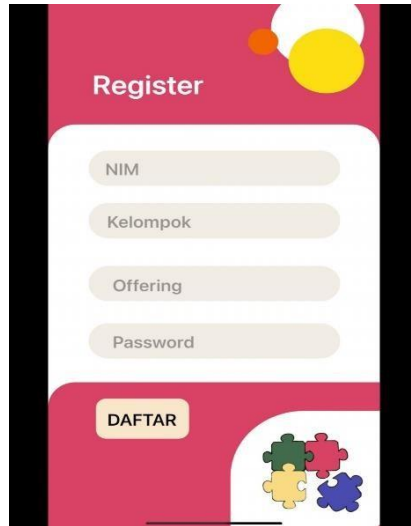 Register
NIM
Kelompok
Offering
Password
DAFTAR